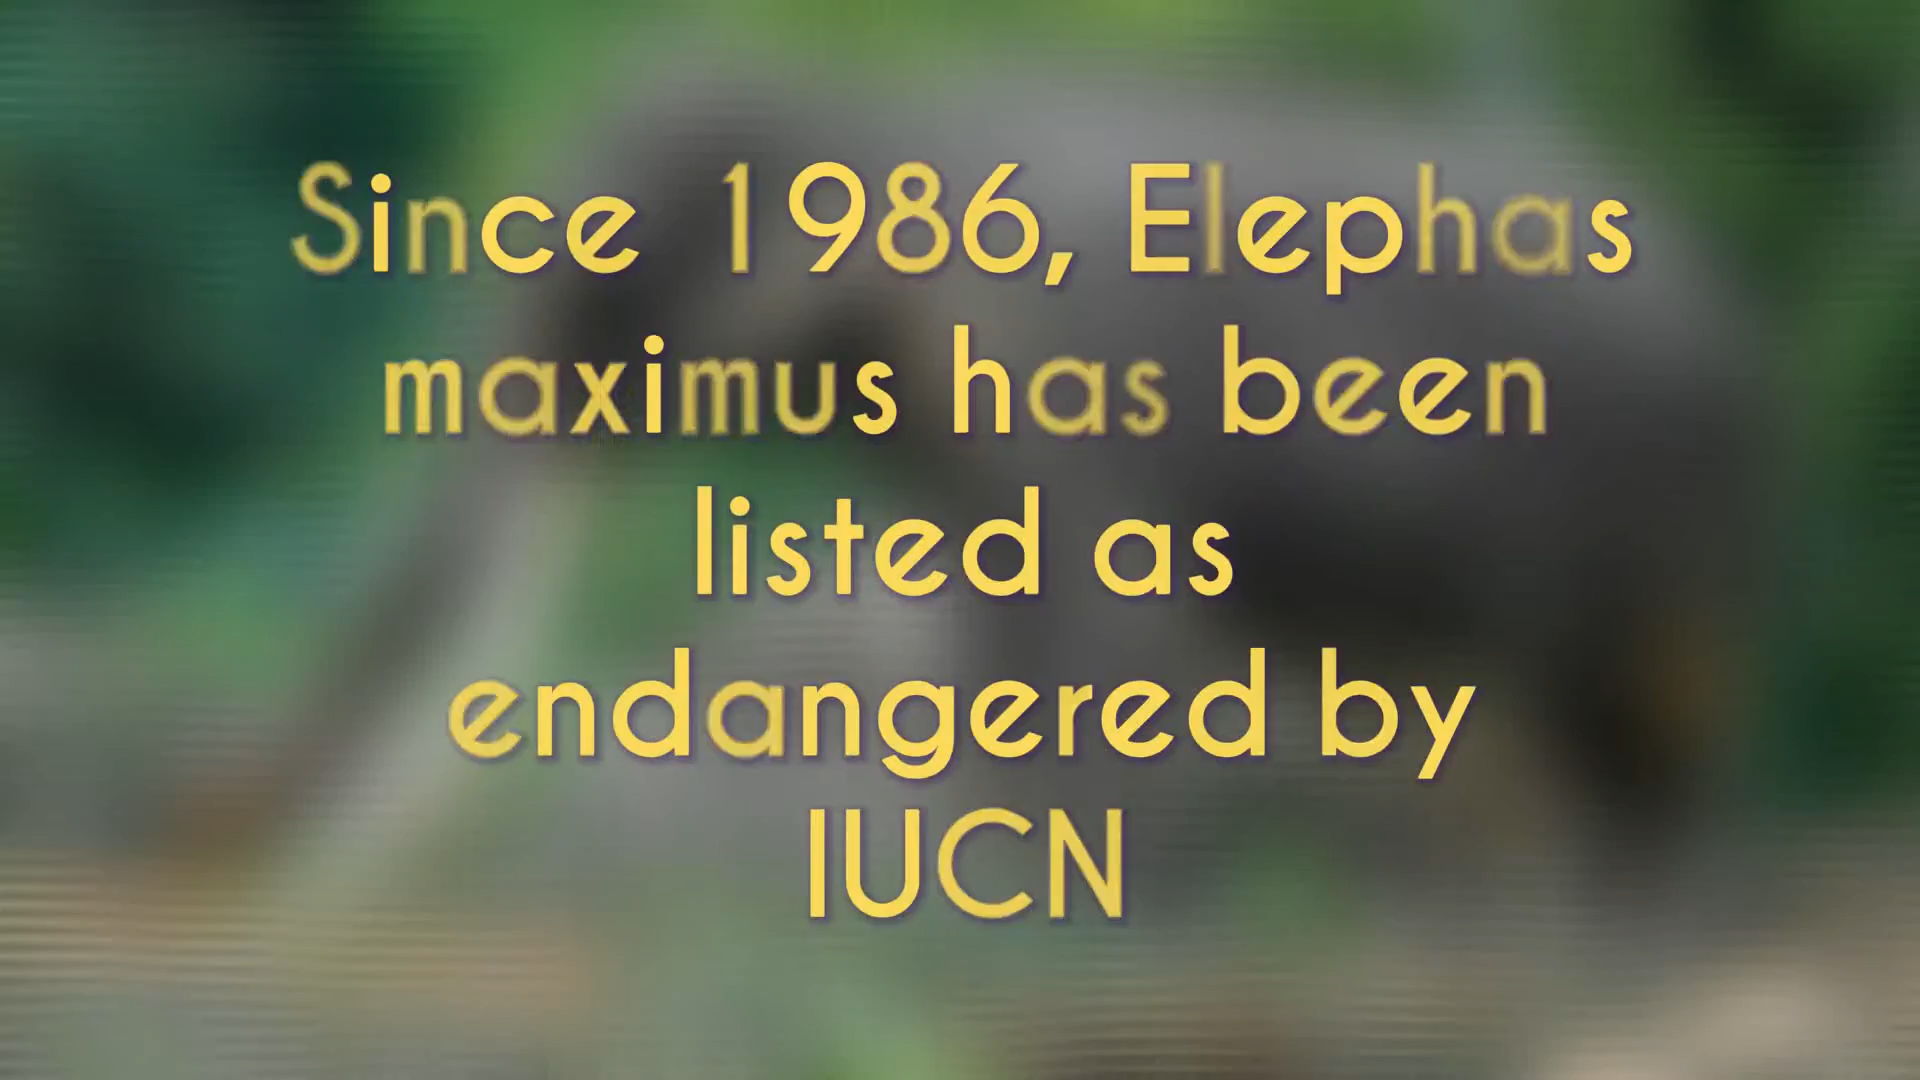 Since 1986, Elephas
maximus has been
listed as
endangered by
IUCN